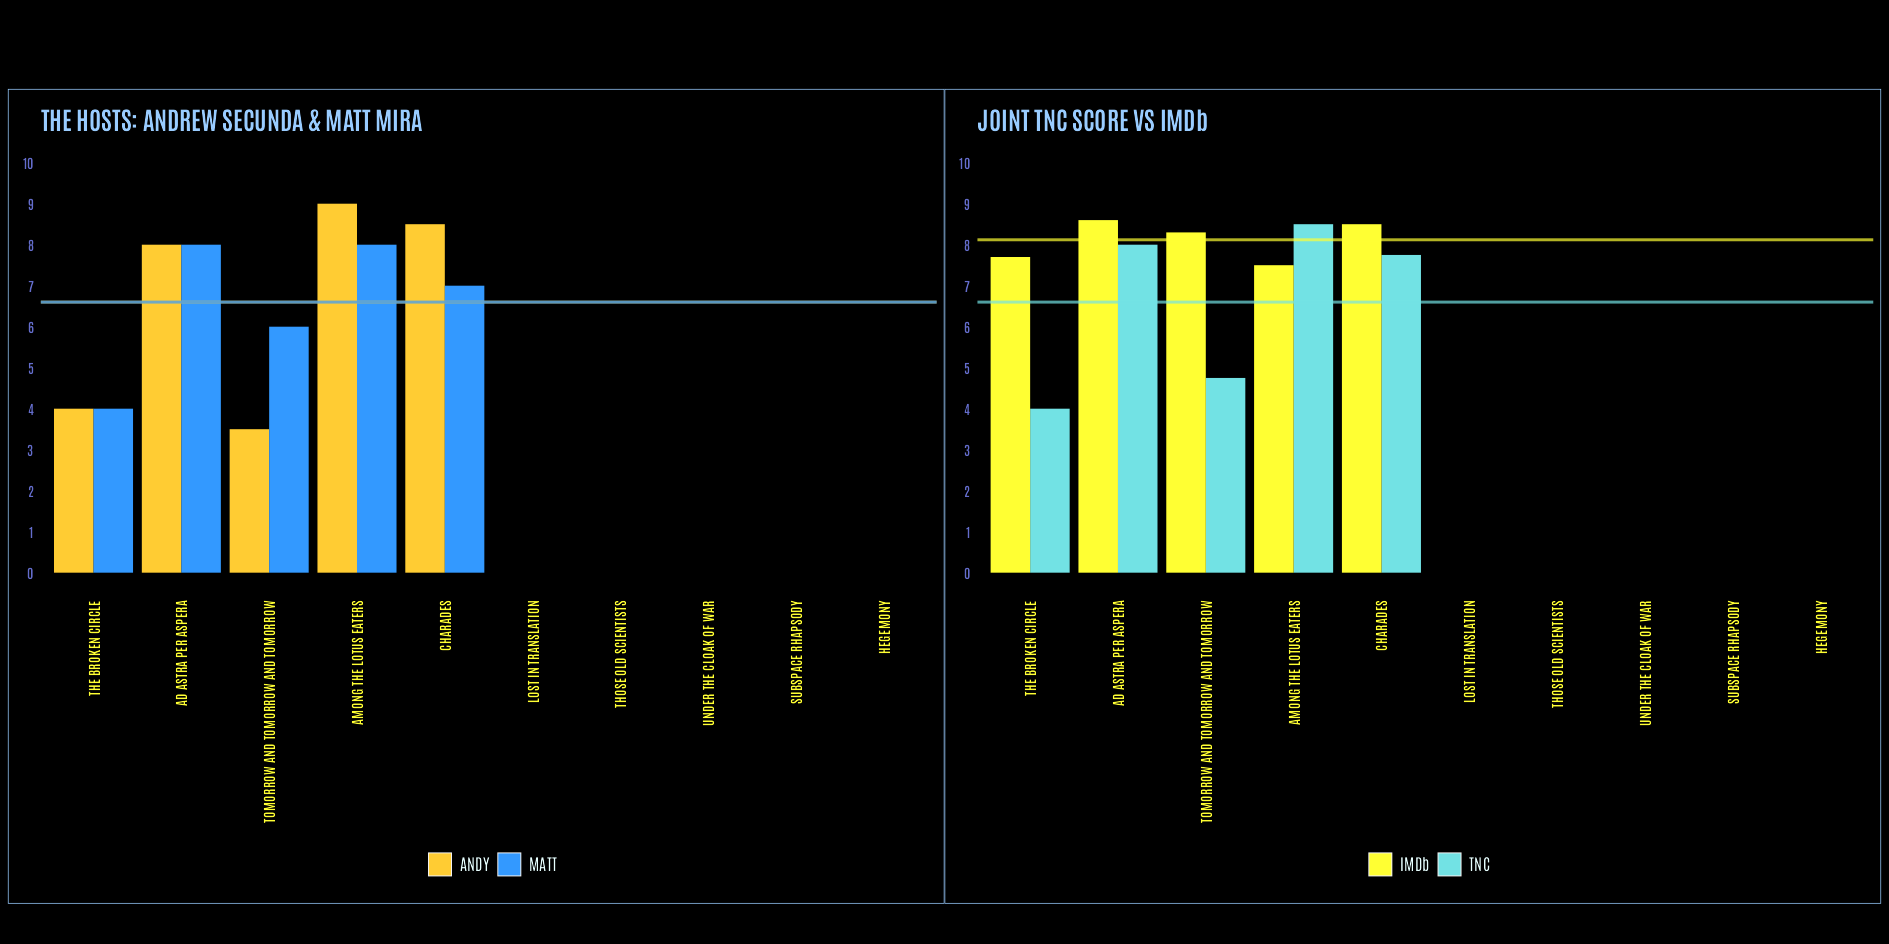 THE HOSTS: ANDREW SECUNDA & MATT MIRA
10
9
8
7
6
5
4
3
2
1
0
THE BROKEN CIRCLE
AD ASTRA PER ASPERA
TOMORROW AND TOMORROW AND TOMORROW
AMONG THE LOTUS EATERS
CHARADES
LOST IN TRANSLATION
THOSE OLD SCIENTISTS
UNDER THE CLOAK OF WAR
SUBSPACE RHAPSODY
HEGEMONY
ANDY
MATT
JOINT TNC SCORE VS IMDb
10
9
8
7
6
5
4
3
2
1
0
THE BROKEN CIRCLE
AD ASTRA PER ASPERA
TOMORROW AND TOMORROW AND TOMORROW
AMONG THE LOTUS EATERS
CHARADES
LOST IN TRANSLATION
THOSE OLD SCIENTISTS
UNDER THE CLOAK OF WAR
SUBSPACE RHAPSODY
HEGEMONY
IMDb
TNC